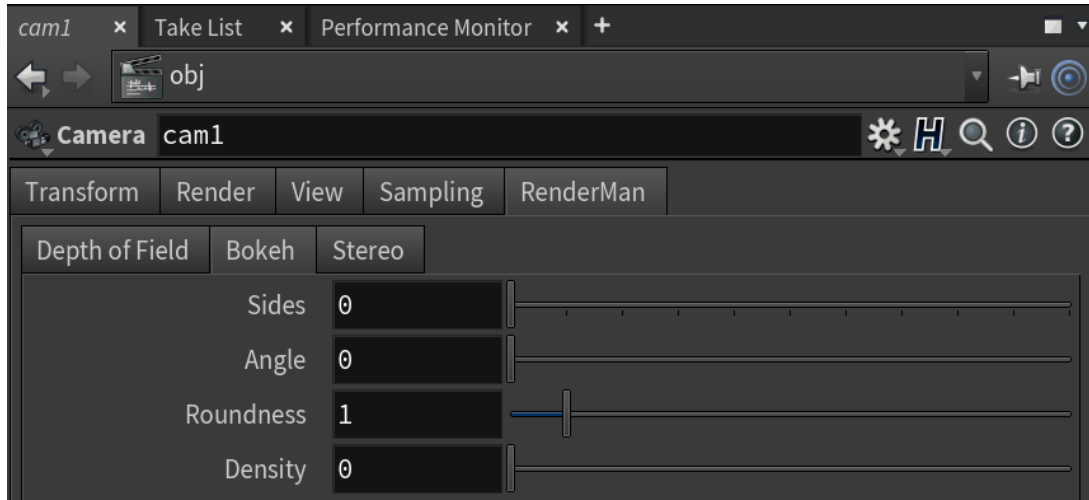 cam1 × Take List × Performance Monitor × +
obj
Camera cam1
Transform Render View Sampling RenderMan
Depth of Field Bokeh Stereo
Sides 0
Angle 0
Roundness 1
Density 0